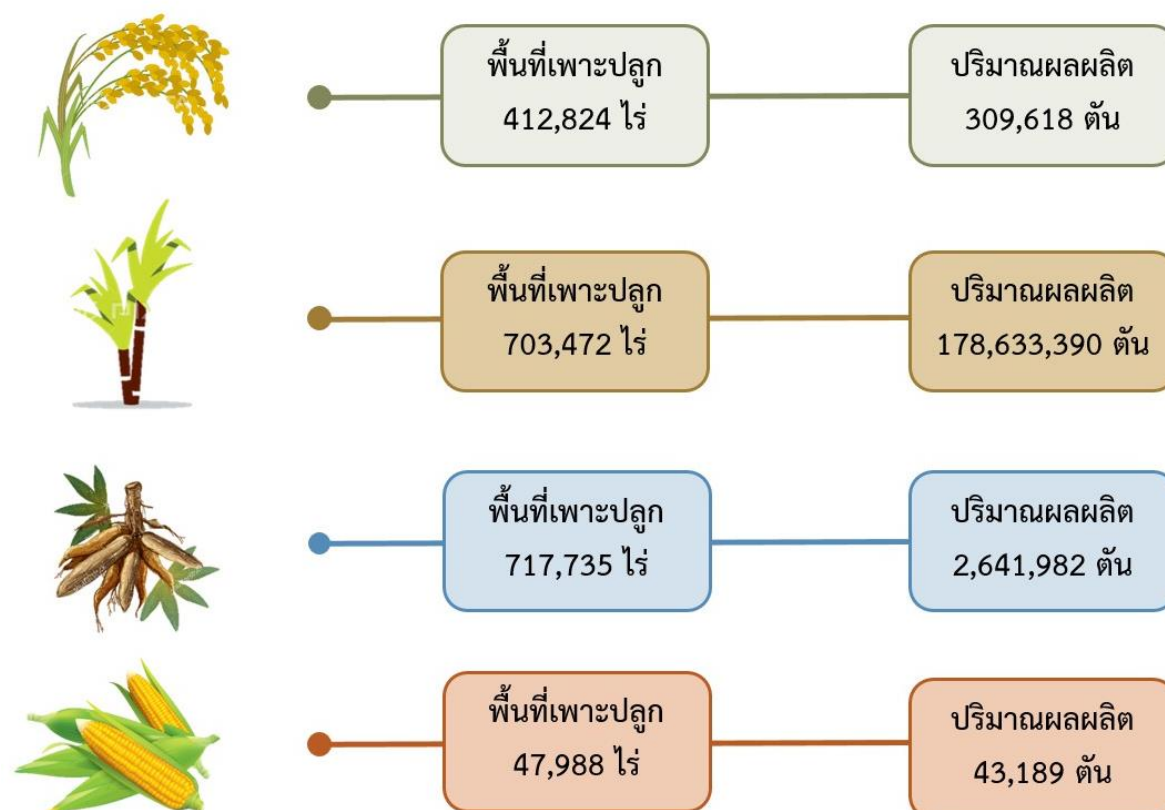 พื้นที่เพาะปลูก
412,824 ไร่
ปริมาณผลผลิต
309,618 ตัน
พื้นที่เพาะปลูก
703,472 ไร่
ปริมาณผลผลิต
178,633,390 ตัน
พื้นที่เพาะปลูก
717,735 ไร่
ปริมาณผลผลิต
2,641,982 ตัน
พื้นที่เพาะปลูก
47,988 ไร่
ปริมาณผลผลิต
43,189 ตัน